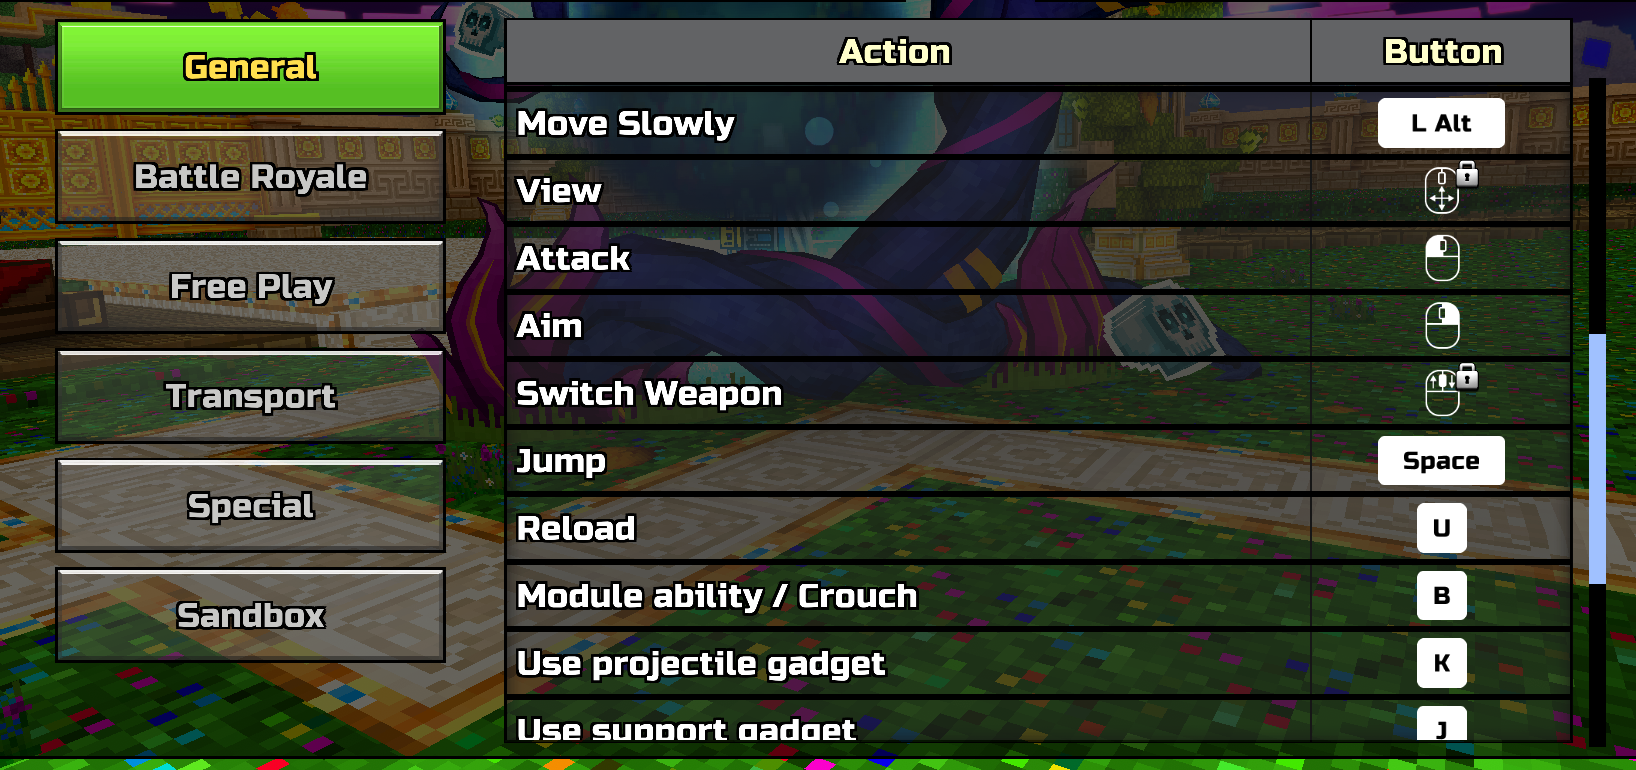 General
Battle Royale
Free Play
Transport
Special
Sandbox
Action Button
Move Slowly L Alt
View
Attack
Aim
Switch Weapon
Jump Space
Reload U
Module ability / Crouch B
Use projectile gadget K
Use support gadget J